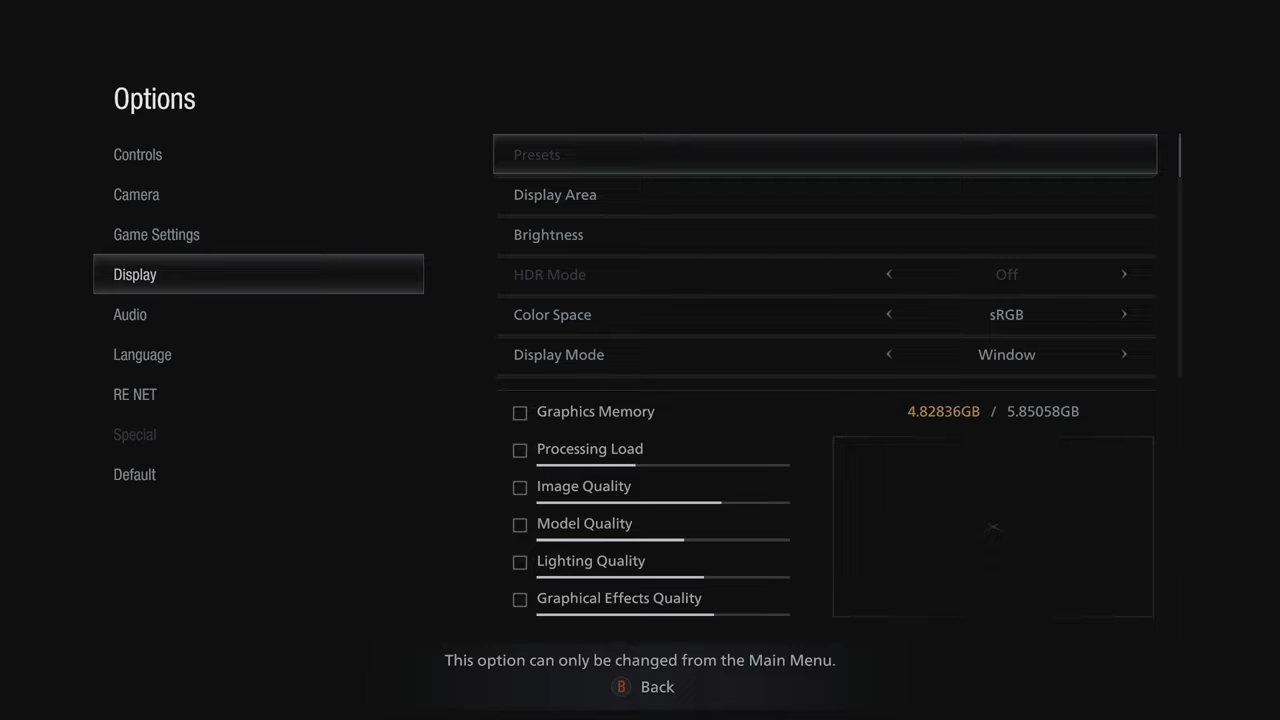 Options
Controls
Camera
Game Settings
Display
Audio
Language
RE NET
Special
Default
Presets
Display Area
Brightness
HDR Mode Off
Color Space sRGB
Display Mode Window
Graphics Memory 4.82836GB / 5.85058GB
Processing Load
Image Quality
Model Quality
Lighting Quality
Graphical Effects Quality
This option can only be changed from the Main Menu.
B Back